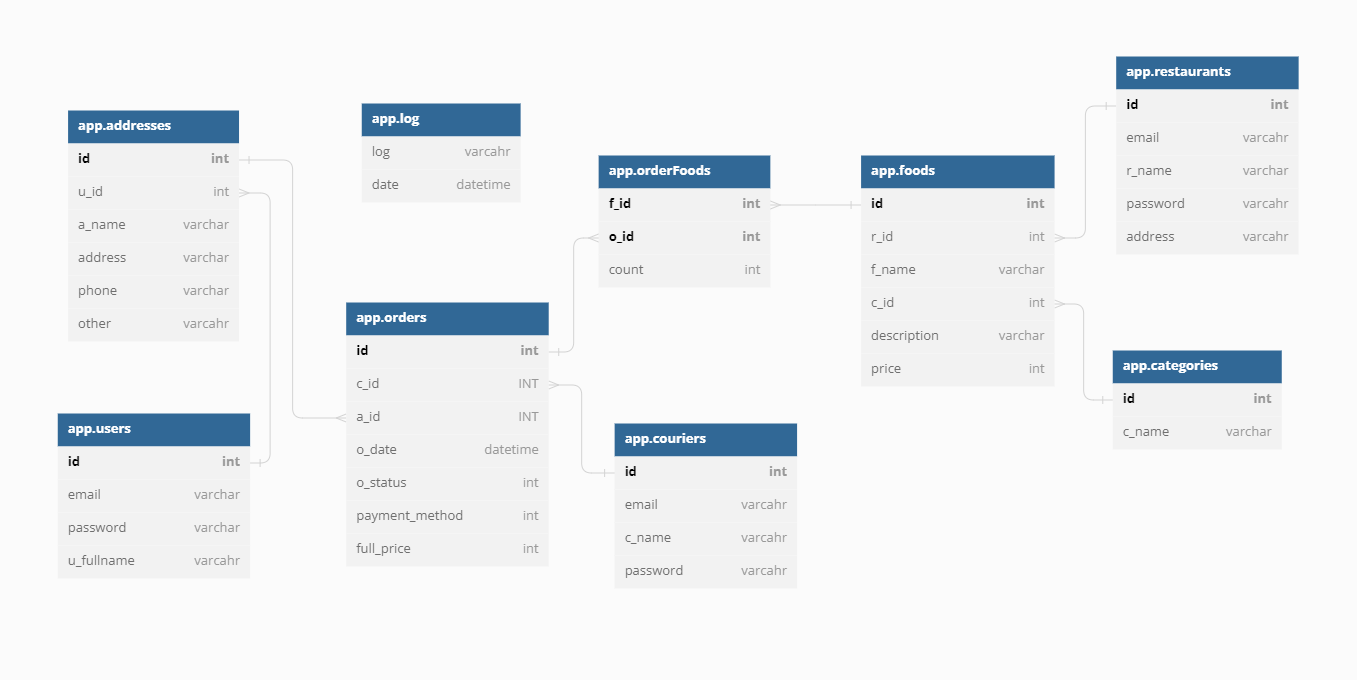 app.addresses
id int
u_id int
a_name varchar
address varchar
phone varchar
other varcahr
app.users
id int
email varchar
password varchar
u_fullname varcahr
app.log
log varcahr
date datetime
app.orders
id int
c_id INT
a_id INT
o_date datetime
o_status int
payment_method int
full_price int
app.orderFoods
f_id int
o_id int
count int
app.couriers
id int
email varcahr
c_name varcahr
password varcahr
app.foods
id int
r_id int
f_name varchar
c_id int
description varchar
price int
app.restaurants
id int
email varcahr
r_name varcahr
password varcahr
address varcahr
app.categories
id int
c_name varchar